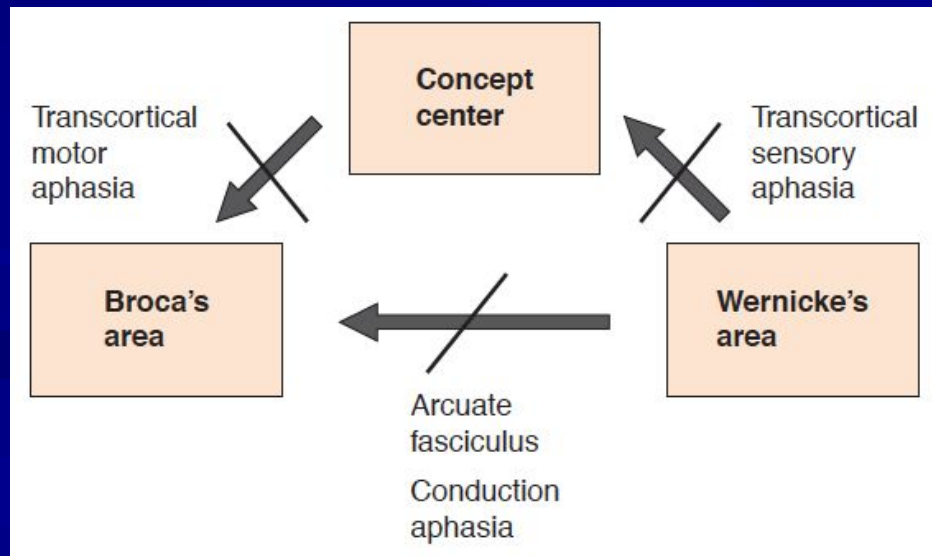 Concept
center
Transcortical
motor
aphasia
Transcortical
sensory
aphasia
Broca's
area
Wernicke's
area
Arcuate
fasciculus
Conduction
aphasia